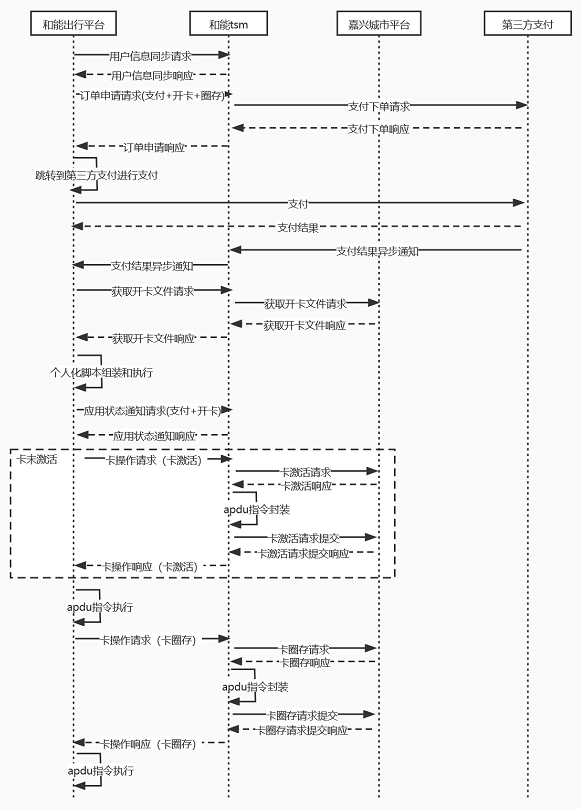 和能出行平台
和能tsm
嘉兴城市平台
第三方支付
用户信息同步请求
用户信息同步响应
订单申请请求(支付+开卡+圈存)
支付下单请求
支付下单响应
订单申请响应
跳转到第三方支付进行支付
支付
支付结果
支付结果异步通知
支付结果异步通知
获取开卡文件请求
获取开卡文件请求
获取开卡文件响应
获取开卡文件响应
个人化脚本组装和执行
应用状态通知请求(支付+开卡)
应用状态通知响应
卡未激活
卡操作请求（卡激活）
卡激活请求
卡激活响应
apdu指令封装
卡激活请求提交
卡激活请求提交响应
卡操作响应（卡激活）
apdu指令执行
卡操作请求（卡圈存）
卡圈存请求
卡圈存响应
apdu指令封装
卡圈存请求提交
卡圈存请求提交响应
卡操作响应（卡圈存）
apdu指令执行